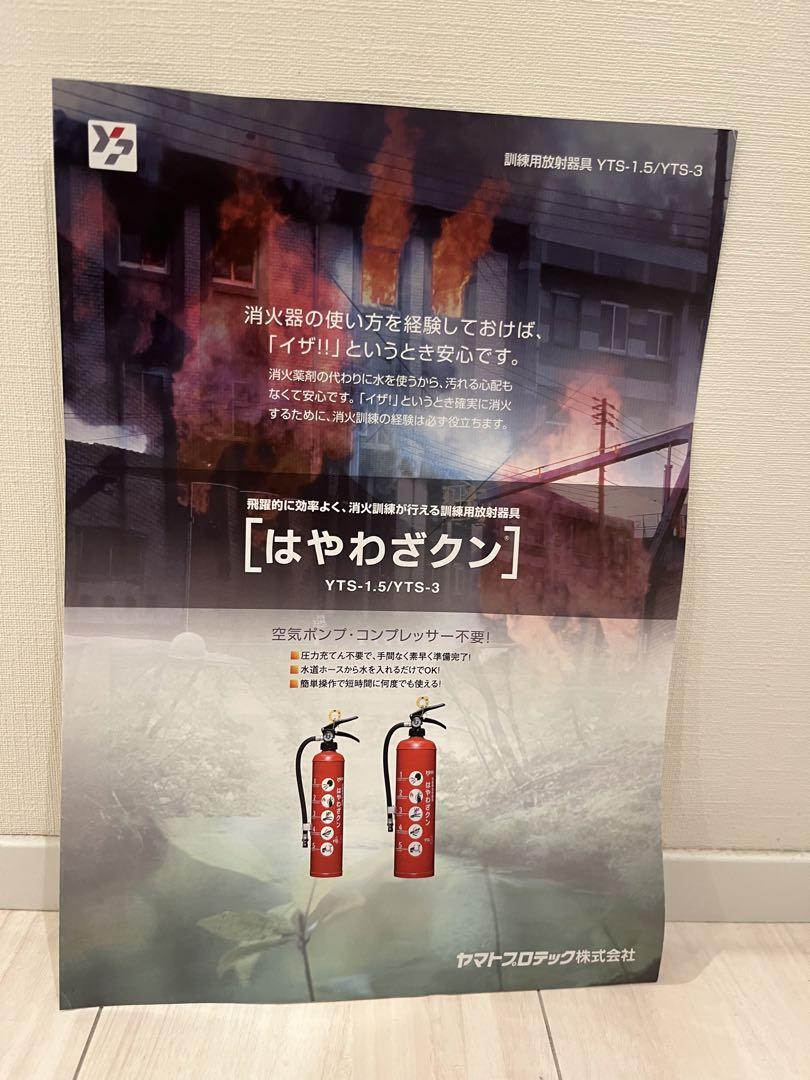 YP
訓練用放射器具 YTS-1.5/YTS-3
消火器の使い方を経験しておけば、
「イザ!!」というとき安心です。
消火薬剤の代わりに水を使うから、汚れる心配も
なくて安心です。「イザ!」というとき確実に消火
するために、消火訓練の経験は必ず役立ちます。
飛躍的に効率よく、消火訓練が行える訓練用放射器具
[はやわざクン®]
YTS-1.5/YTS-3
空気ポンプ・コンプレッサー不要!
圧力充てん不要で、手間なく素早く準備完了!
水道ホースから水を入れるだけでOK!
簡単操作で短時間に何度でも使える!
はやわざクン
1
2
3
4
5
はやわざクン
1
2
3
4
5
ヤマトプロテック株式会社